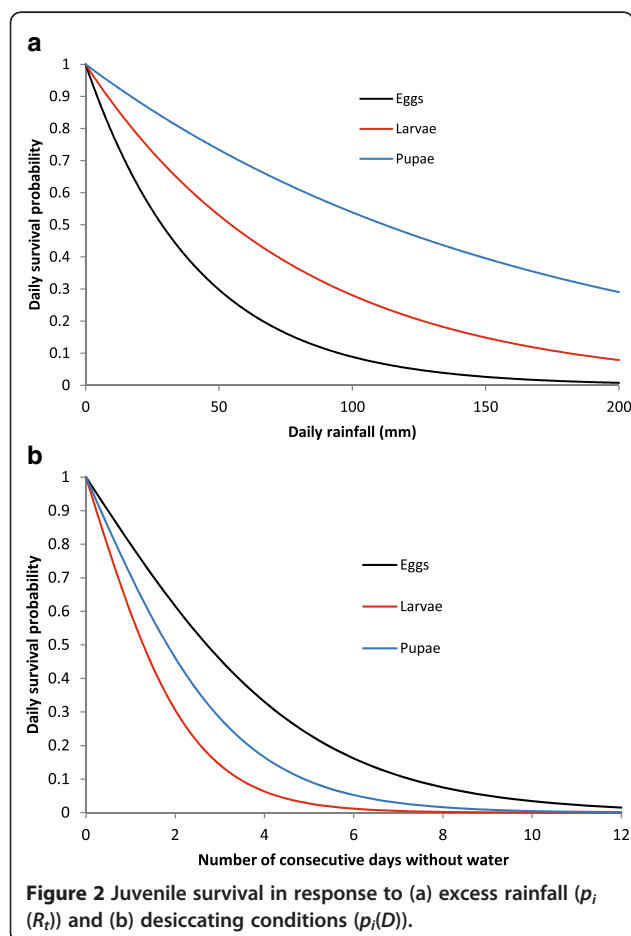 a
Daily survival probability
1
0.9
0.8
0.7
0.6
0.5
0.4
0.3
0.2
0.1
0
Eggs
Larvae
Pupae
0 50 100 150 200
Daily rainfall (mm)
b
Daily survival probability
1
0.9
0.8
0.7
0.6
0.5
0.4
0.3
0.2
0.1
0
Eggs
Larvae
Pupae
0 2 4 6 8 10 12
Number of consecutive days without water
Figure 2 Juvenile survival in response to (a) excess rainfall (pi
(Rt)) and (b) desiccating conditions (pi(D)).